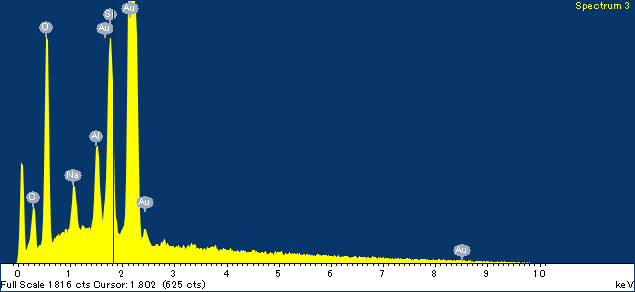 Spectrum 3
Si
Au
O
Au
Al
Na
Au
Au
0 1 2 3 4 5 6 7 8 9 10
Full Scale 1816 cts Cursor: 1.802 (625 cts) keV